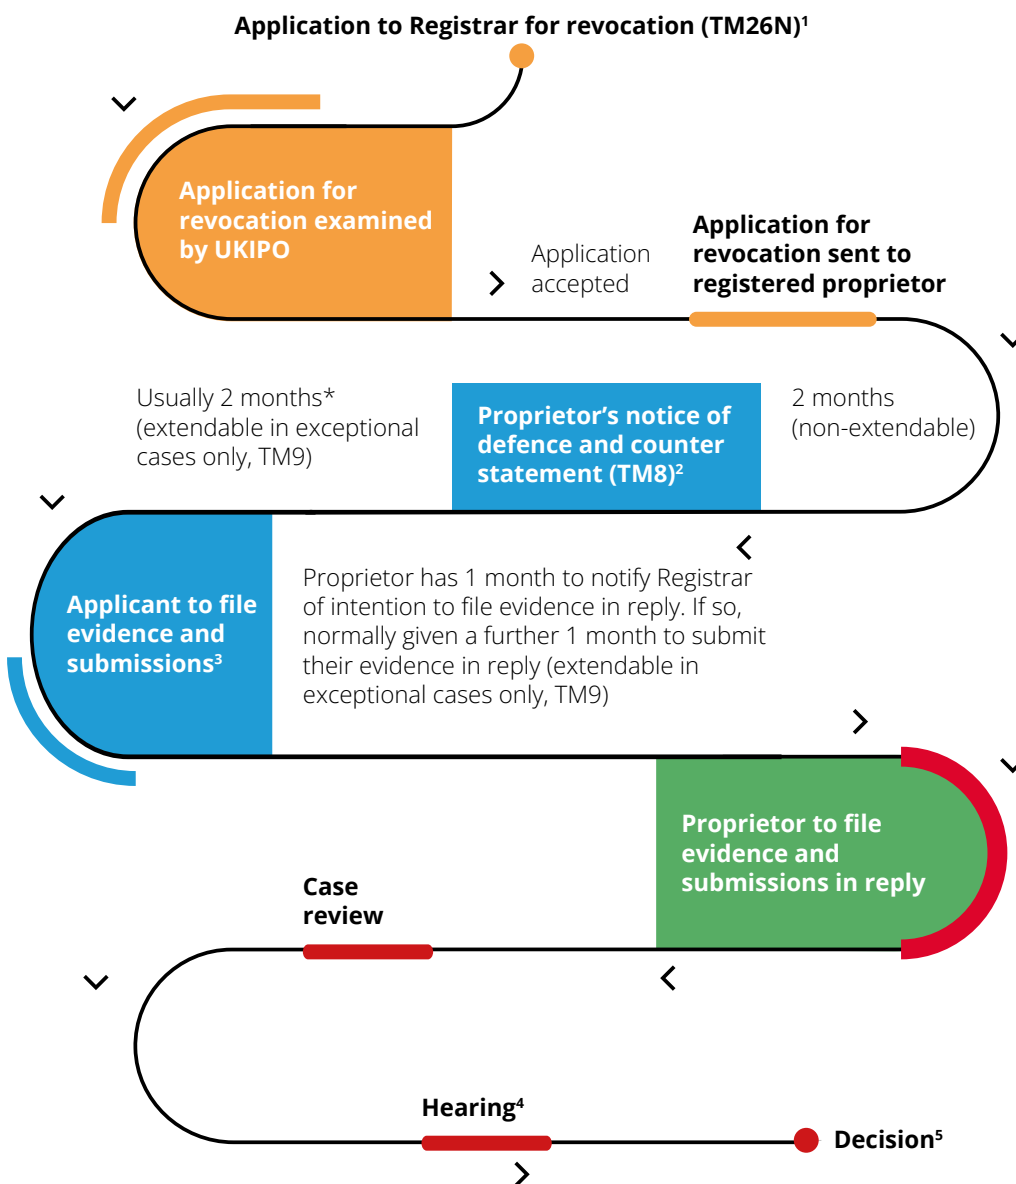 Application to Registrar for revocation (TM26N)¹
Application for
revocation examined
by UKIPO
Application
accepted
Application for
revocation sent to
registered proprietor
2 months
(non-extendable)
Proprietor’s notice of
defence and counter
statement (TM8)²
Usually 2 months*
(extendable in exceptional
cases only, TM9)
Applicant to file
evidence and
submissions³
Proprietor has 1 month to notify Registrar
of intention to file evidence in reply. If so,
normally given a further 1 month to submit
their evidence in reply (extendable in
exceptional cases only, TM9)
Proprietor to file
evidence and
submissions in reply
Case
review
Hearing⁴
Decision⁵